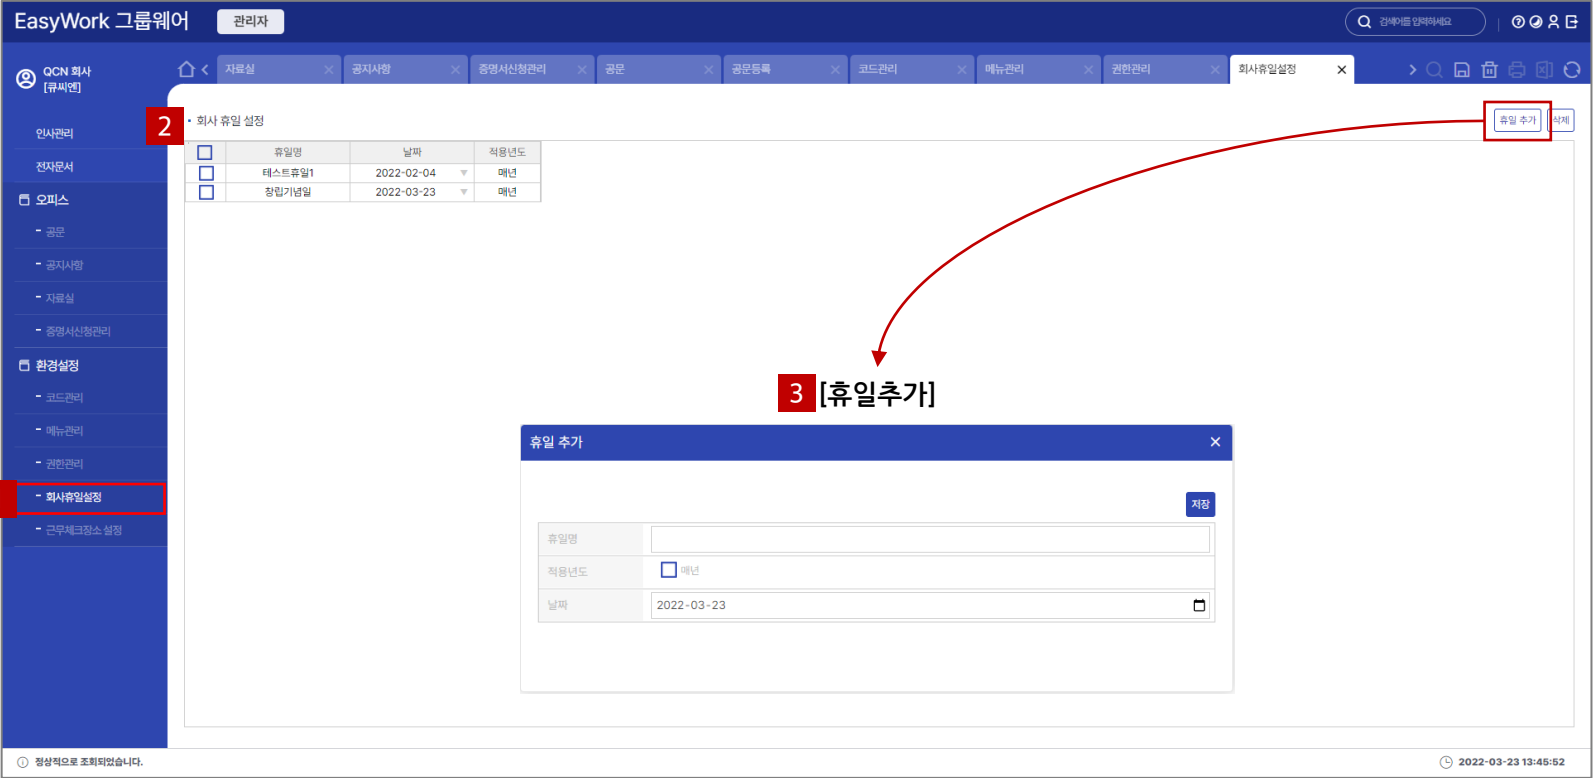 EasyWork 그룹웨어 관리자 검색어를 입력하세요
QCN 회사
[큐씨엔]
자료실 공지사항 증명서신청관리 공문 공문등록 코드관리 메뉴관리 권한관리 회사휴일설정
인사관리
전자문서
오피스
- 공문
- 공지사항
- 자료실
- 증명서신청관리
환경설정
- 코드관리
- 메뉴관리
- 권한관리
- 회사휴일설정
- 근무체크장소 설정
2 • 회사 휴일 설정 휴일 추가 삭제
휴일명 날짜 적용년도
테스트휴일1 2022-02-04 매년
창립기념일 2022-03-23 매년
3 [휴일추가]
휴일 추가
저장
휴일명
적용년도 매년
날짜 2022-03-23
정상적으로 조회되었습니다. 2022-03-23 13:45:52